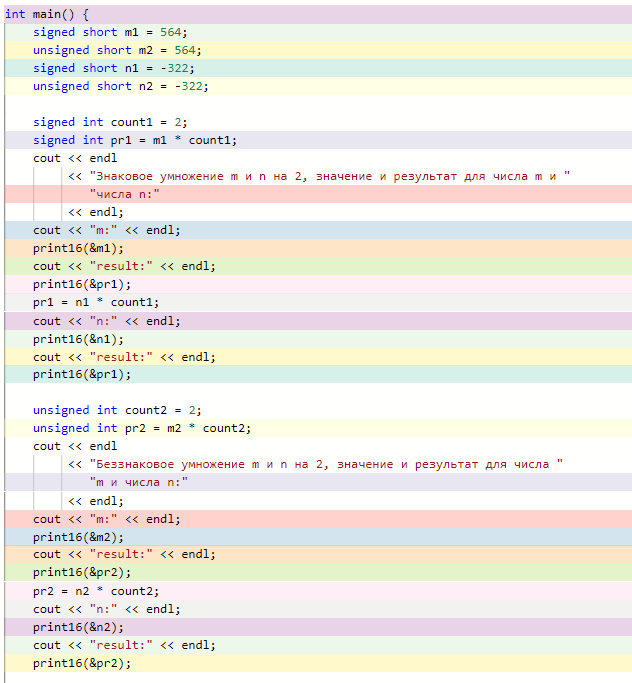 int main() {
signed short m1 = 564;
unsigned short m2 = 564;
signed short n1 = -322;
unsigned short n2 = -322;
signed int count1 = 2;
signed int pr1 = m1 * count1;
cout << endl
<< "Знаковое умножение m и n на 2, значение и результат для числа m и "
"числа n:"
<< endl;
cout << "m:" << endl;
print16(&m1);
cout << "result:" << endl;
print16(&pr1);
pr1 = n1 * count1;
cout << "n:" << endl;
print16(&n1);
cout << "result:" << endl;
print16(&pr1);
unsigned int count2 = 2;
unsigned int pr2 = m2 * count2;
cout << endl
<< "Беззнаковое умножение m и n на 2, значение и результат для числа "
"m и числа n:"
<< endl;
cout << "m:" << endl;
print16(&m2);
cout << "result:" << endl;
print16(&pr2);
pr2 = n2 * count2;
cout << "n:" << endl;
print16(&n2);
cout << "result:" << endl;
print16(&pr2);